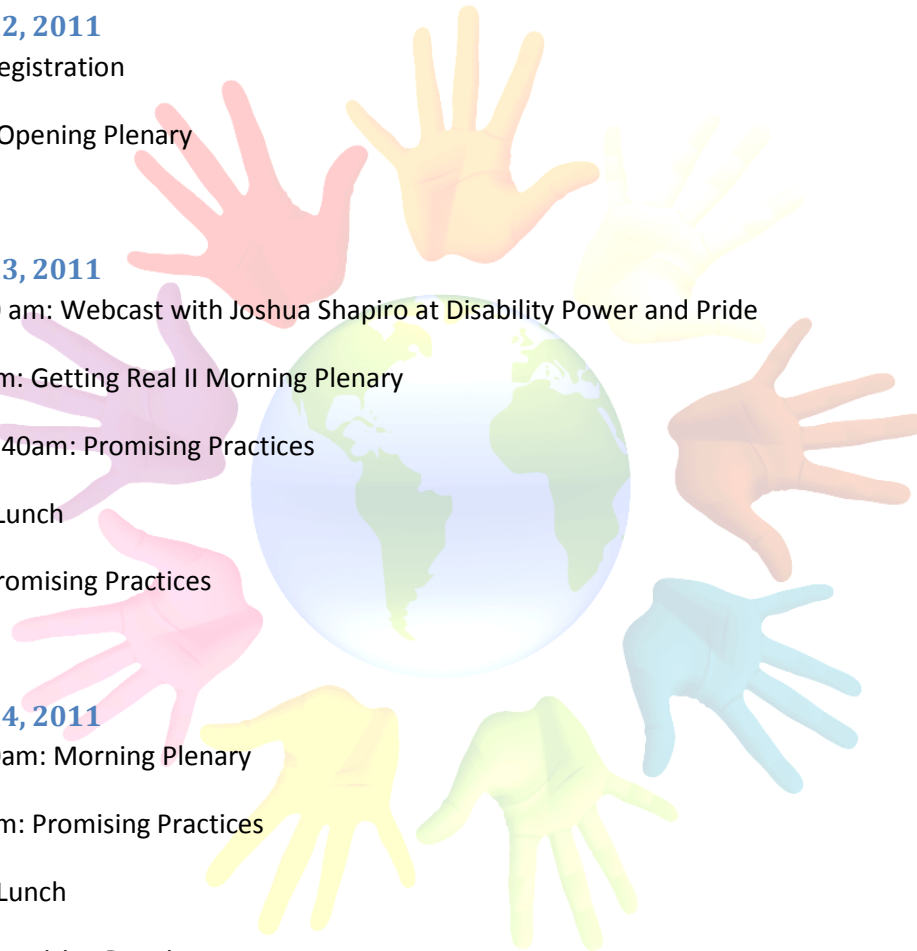 2, 2011
egistration
Opening Plenary
3, 2011
am: Webcast with Joshua Shapiro at Disability Power and Pride
m: Getting Real II Morning Plenary
40am: Promising Practices
Lunch
romising Practices
4, 2011
am: Morning Plenary
m: Promising Practices
Lunch